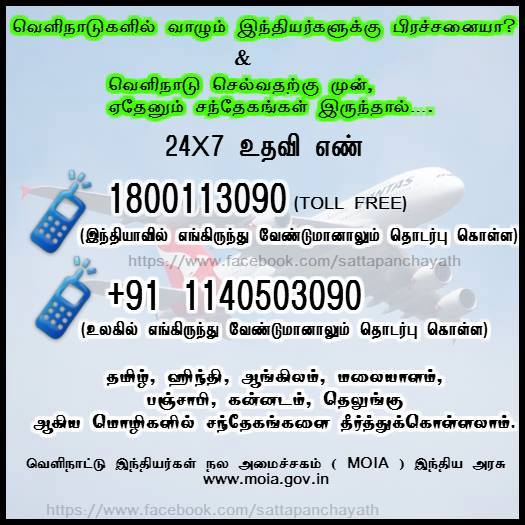 வெளிநாடுகளில் வாழும் இந்தியர்களுக்கு பிரச்சனையா?
&
வெளிநாடு செல்வதற்கு முன்,
ஏதேனும் சந்தேகங்கள் இருந்தால்....
24X7 உதவி எண்
1800113090 (TOLL FREE)
(இந்தியாவில் எங்கிருந்து வேண்டுமானாலும் தொடர்பு கொள்ள)
https://www.facebook.com/sattapanchayath
+91 1140503090
(உலகில் எங்கிருந்து வேண்டுமானாலும் தொடர்பு கொள்ள)
தமிழ், ஹிந்தி, ஆங்கிலம், மலையாளம்,
பஞ்சாபி, கன்னடம், தெலுங்கு
ஆகிய மொழிகளில் சந்தேகங்களை தீர்த்துக்கொள்ளலாம்.
வெளிநாட்டு இந்தியர்கள் நல அமைச்சகம் ( MOIA ) இந்திய அரசு
www.moia.gov.in
https://www.facebook.com/sattapanchayath